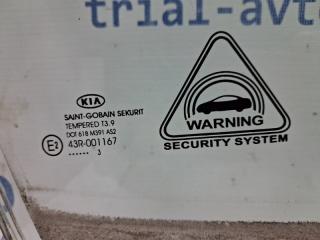 trial-avto
KIA
SAINT-GOBAIN SEKURIT
TEMPERED T3.9
DOT 618 M391 AS2
E2 43R-001167
...... 3
WARNING
SECURITY SYSTEM